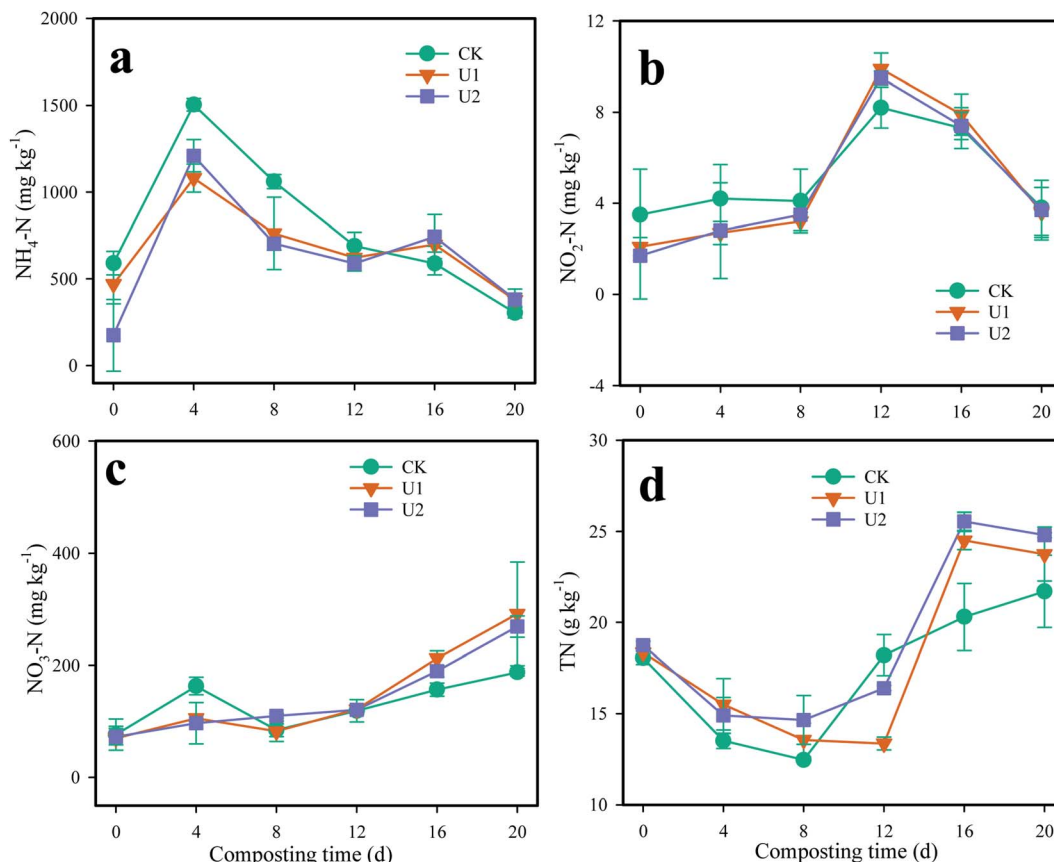 a
CK
U1
U2
NH₄-N (mg kg⁻¹)
2000
1500
1000
500
0
0 4 8 12 16 20
b
CK
U1
U2
NO₂-N (mg kg⁻¹)
12
8
4
0
-4
0 4 8 12 16 20
c
CK
U1
U2
NO₃-N (mg kg⁻¹)
600
400
200
0
0 4 8 12 16 20
Composting time (d)
d
CK
U1
U2
TN (g kg⁻¹)
30
25
20
15
10
0 4 8 12 16 20
Composting time (d)